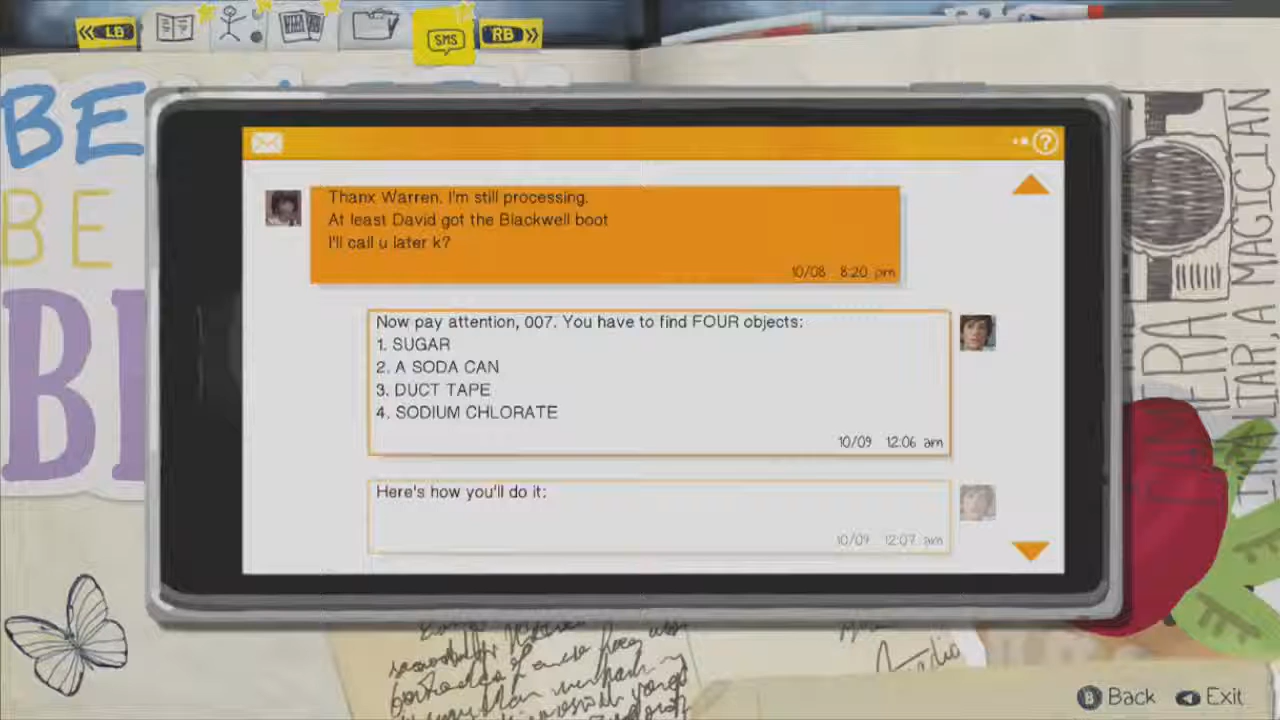 LB
SMS
RB
BE
BE
Thanx Warren. I'm still processing.
At least David got the Blackwell boot
I'll call u later k?
10/08 8:20 pm
Now pay attention, 007. You have to find FOUR objects:
1. SUGAR
2. A SODA CAN
3. DUCT TAPE
4. SODIUM CHLORATE
10/09 12:06 am
Here's how you'll do it:
10/09 12:07 am
LIAR, A MAGICIAN
B Back
Exit